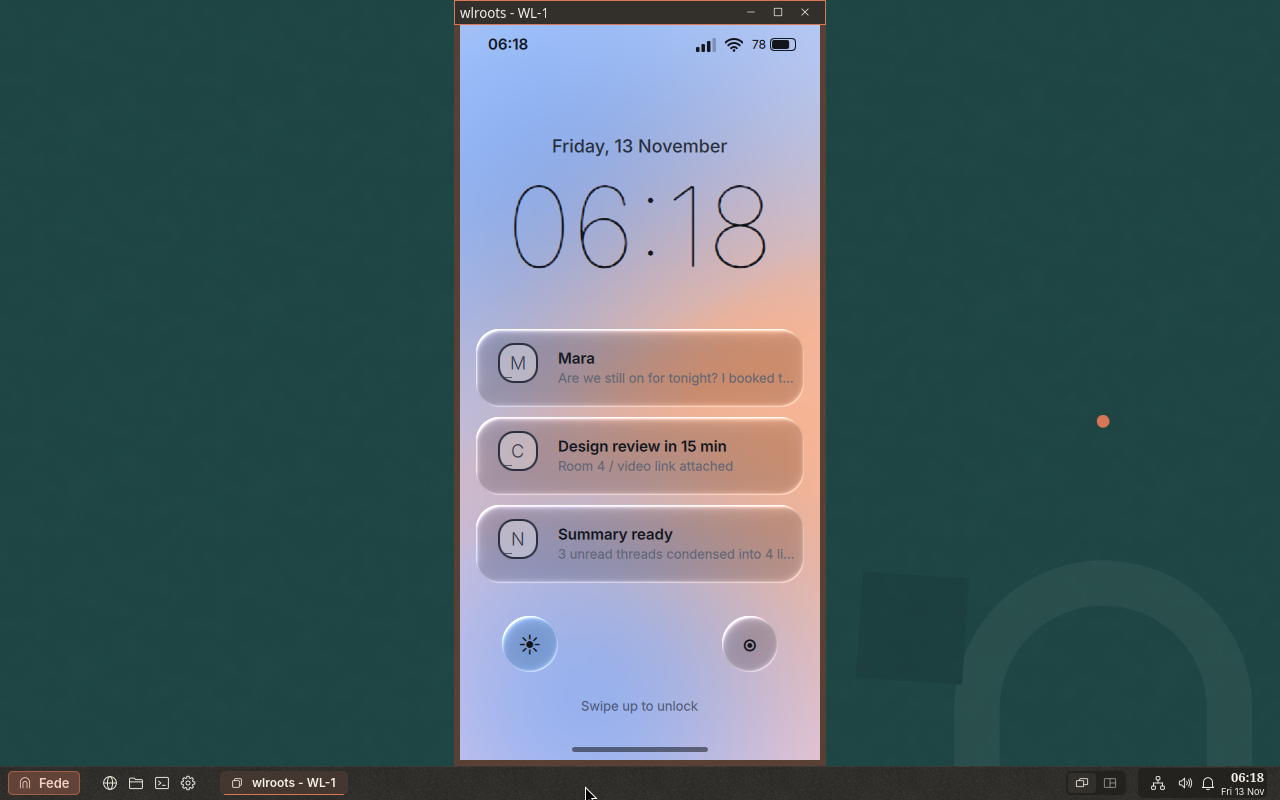 wlroots - WL-1
06:18
78
Friday, 13 November
06:18
M
Mara
Are we still on for tonight? I booked t...
C
Design review in 15 min
Room 4 / video link attached
N
Summary ready
3 unread threads condensed into 4 li...
Swipe up to unlock
Fede
wlroots - WL-1
06:18
Fri 13 Nov